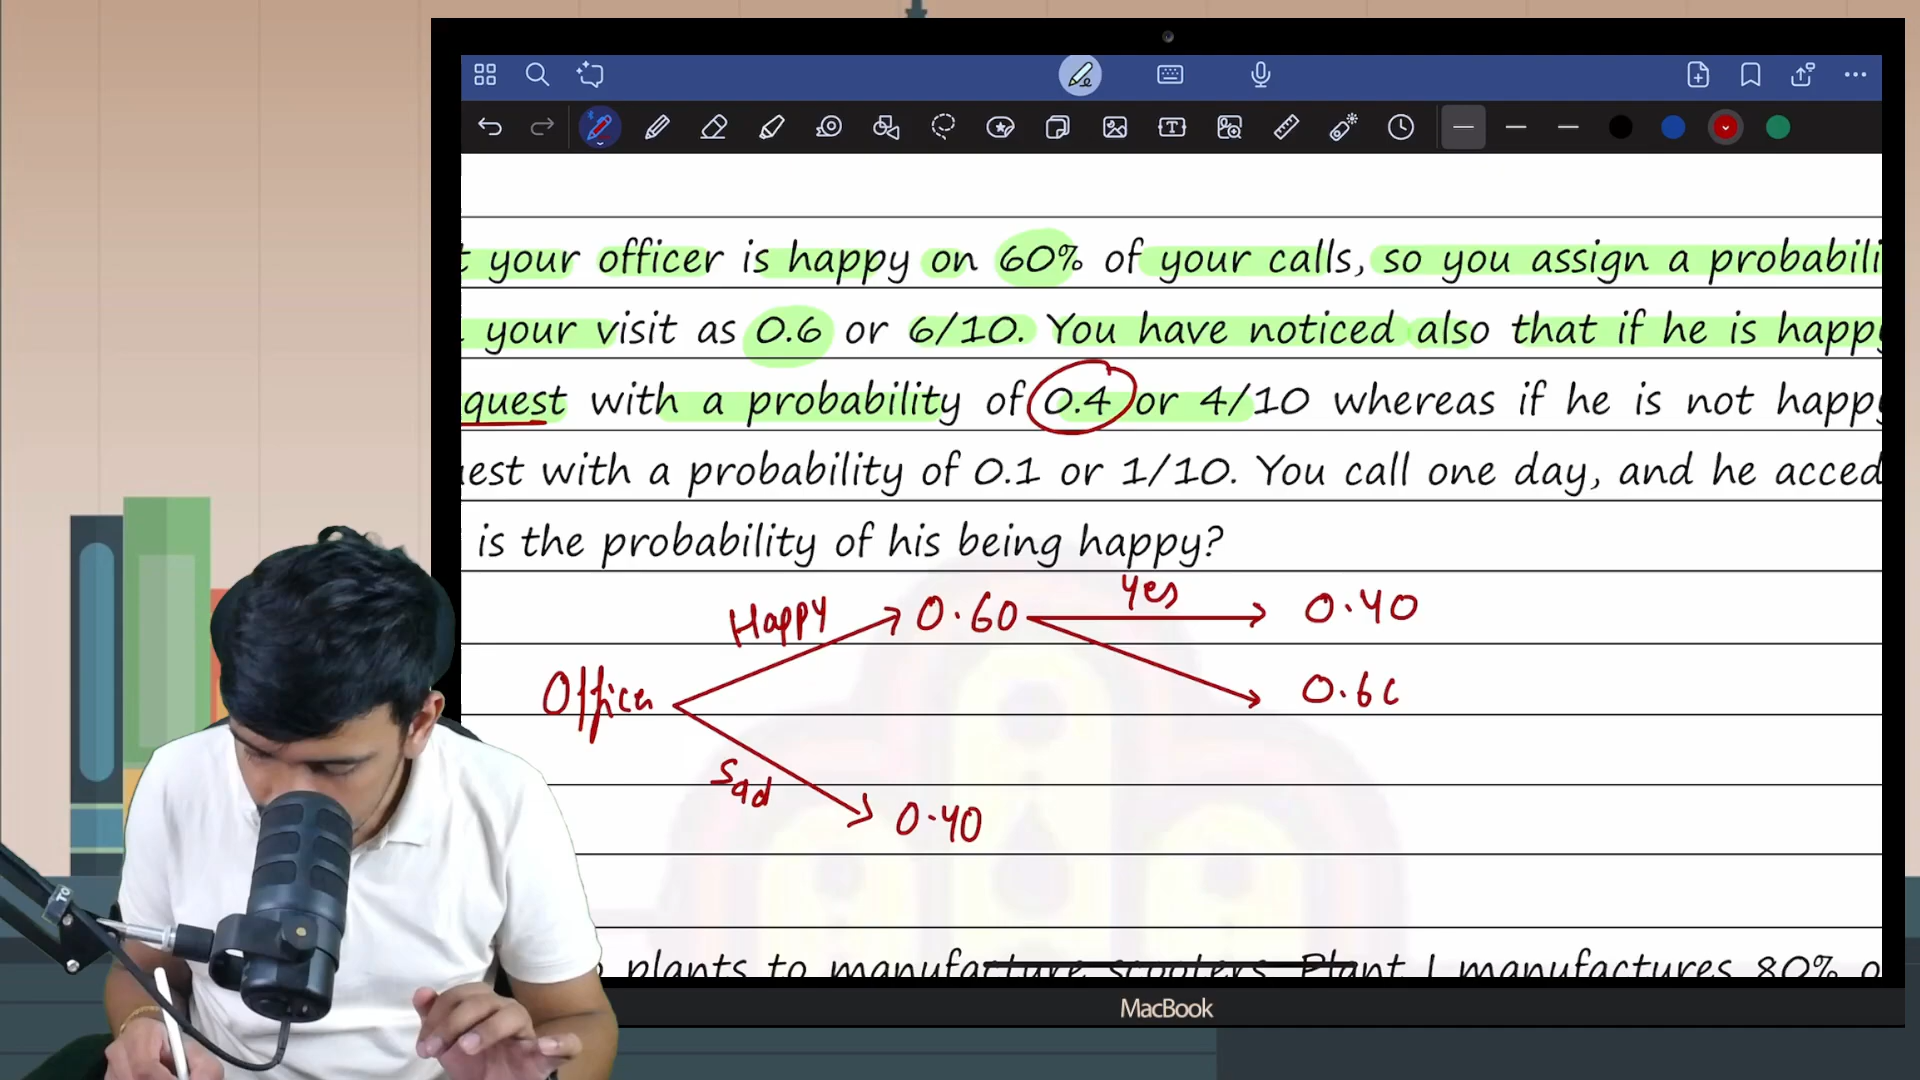 your officer is happy on 60% of your calls, so you assign a probabili
your visit as 0.6 or 6/10. You have noticed also that if he is happy
quest with a probability of 0.4 or 4/10 whereas if he is not happy
est with a probability of 0.1 or 1/10. You call one day, and he acced
is the probability of his being happy?
Happy 0.60 Yes 0.40
Officer 0.60
Sad 0.40
plants to manufacture scooters. Plant I manufactures 80% o
MacBook
TO